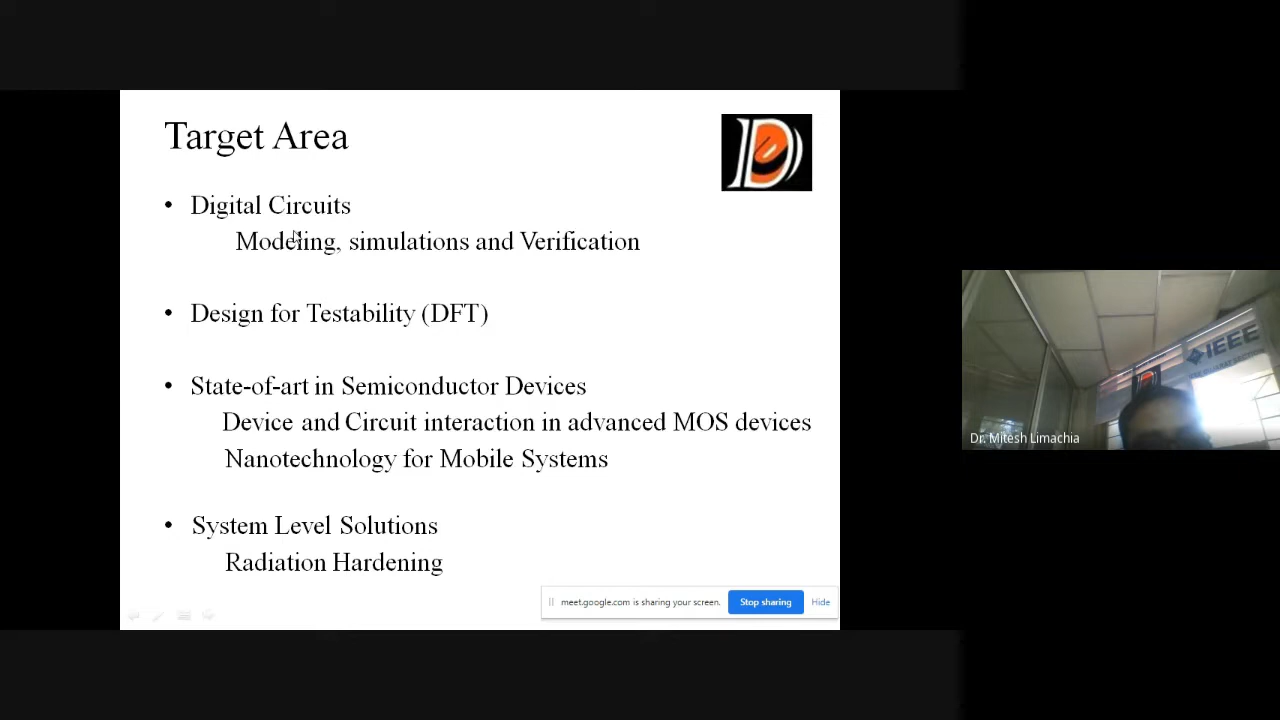 Target Area
• Digital Circuits
Modeling, simulations and Verification
• Design for Testability (DFT)
• State-of-art in Semiconductor Devices
Device and Circuit interaction in advanced MOS devices
Nanotechnology for Mobile Systems
• System Level Solutions
Radiation Hardening
meet.google.com is sharing your screen. Stop sharing Hide
IEEE
Dr. Mitesh Limachia